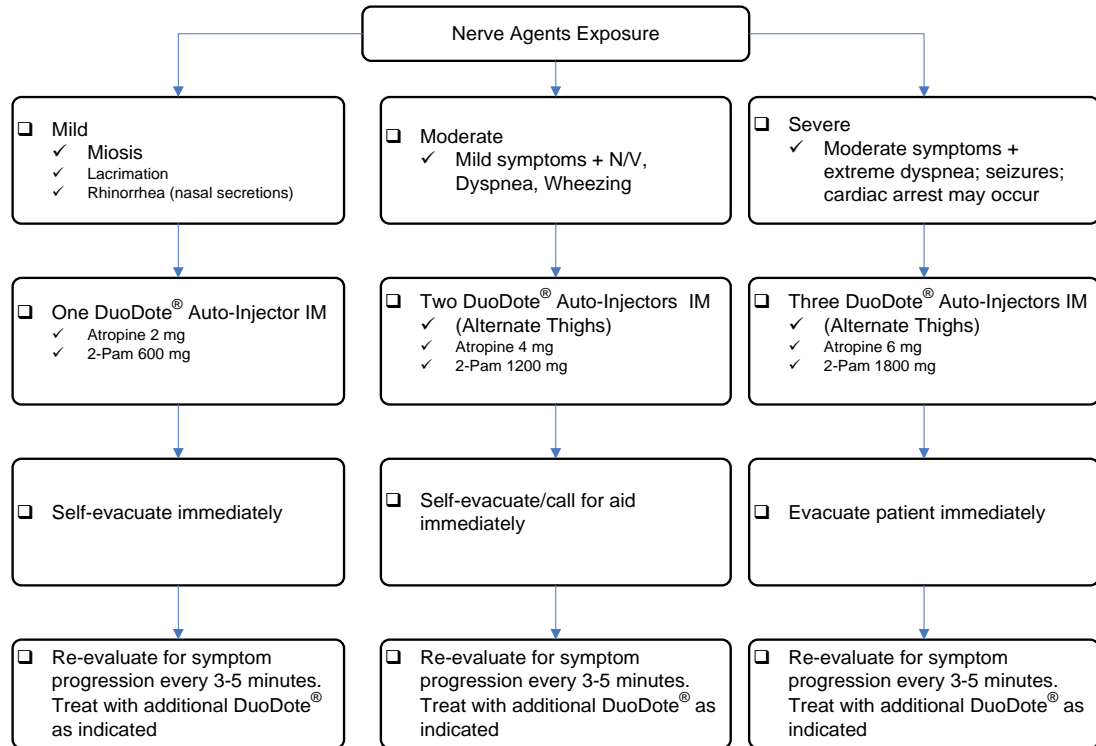 Nerve Agents Exposure
❑ Mild
✓ Miosis
✓ Lacrimation
✓ Rhinorrhea (nasal secretions)
❑ One DuoDote® Auto-Injector IM
✓ Atropine 2 mg
✓ 2-Pam 600 mg
❑ Self-evacuate immediately
❑ Re-evaluate for symptom
progression every 3-5 minutes.
Treat with additional DuoDote®
as indicated
❑ Moderate
✓ Mild symptoms + N/V,
Dyspnea, Wheezing
❑ Two DuoDote® Auto-Injectors IM
✓ (Alternate Thighs)
✓ Atropine 4 mg
✓ 2-Pam 1200 mg
❑ Self-evacuate/call for aid
immediately
❑ Re-evaluate for symptom
progression every 3-5 minutes.
Treat with additional DuoDote® as
indicated
❑ Severe
✓ Moderate symptoms +
extreme dyspnea; seizures;
cardiac arrest may occur
❑ Three DuoDote® Auto-Injectors IM
✓ (Alternate Thighs)
✓ Atropine 6 mg
✓ 2-Pam 1800 mg
❑ Evacuate patient immediately
❑ Re-evaluate for symptom
progression every 3-5 minutes.
Treat with additional DuoDote® as
indicated